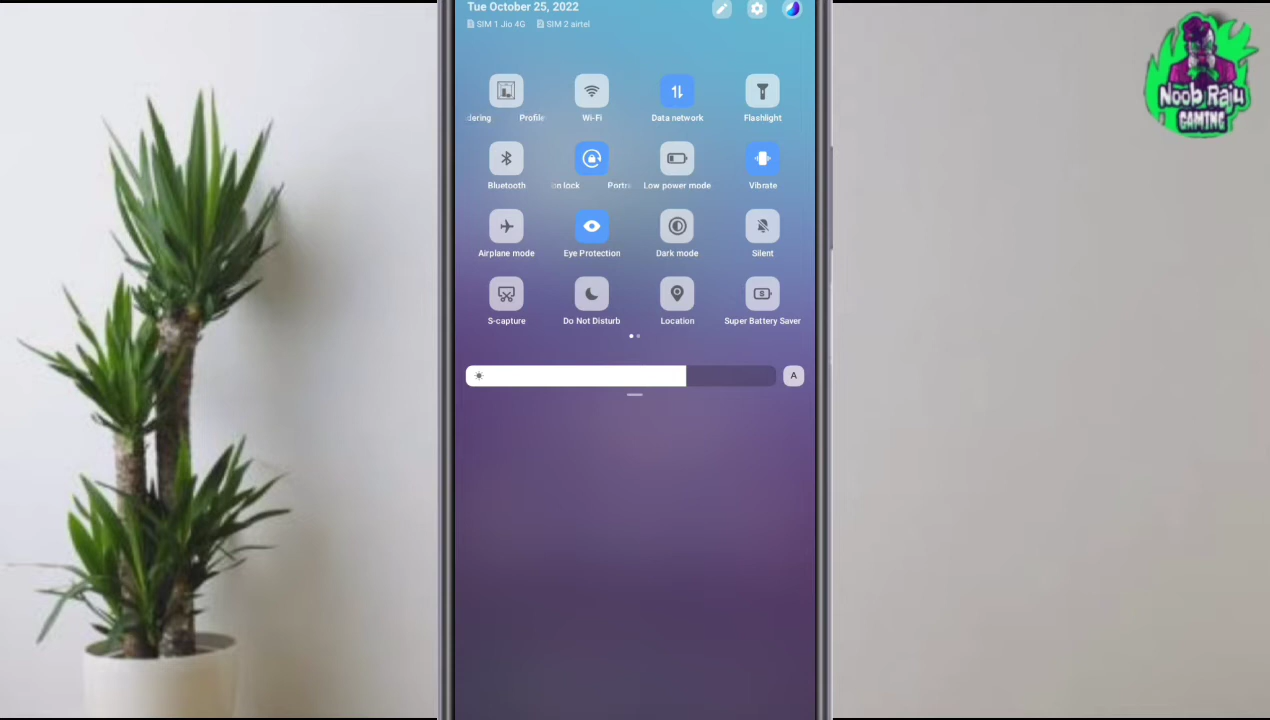 Tue October 25, 2022
SIM 1 Jio 4G SIM 2 airtel
Noob Raju
GAMING
dering Profile Wi-Fi Data network Flashlight
Bluetooth on lock Portra Low power mode Vibrate
Airplane mode Eye Protection Dark mode Silent
S-capture Do Not Disturb Location Super Battery Saver
A